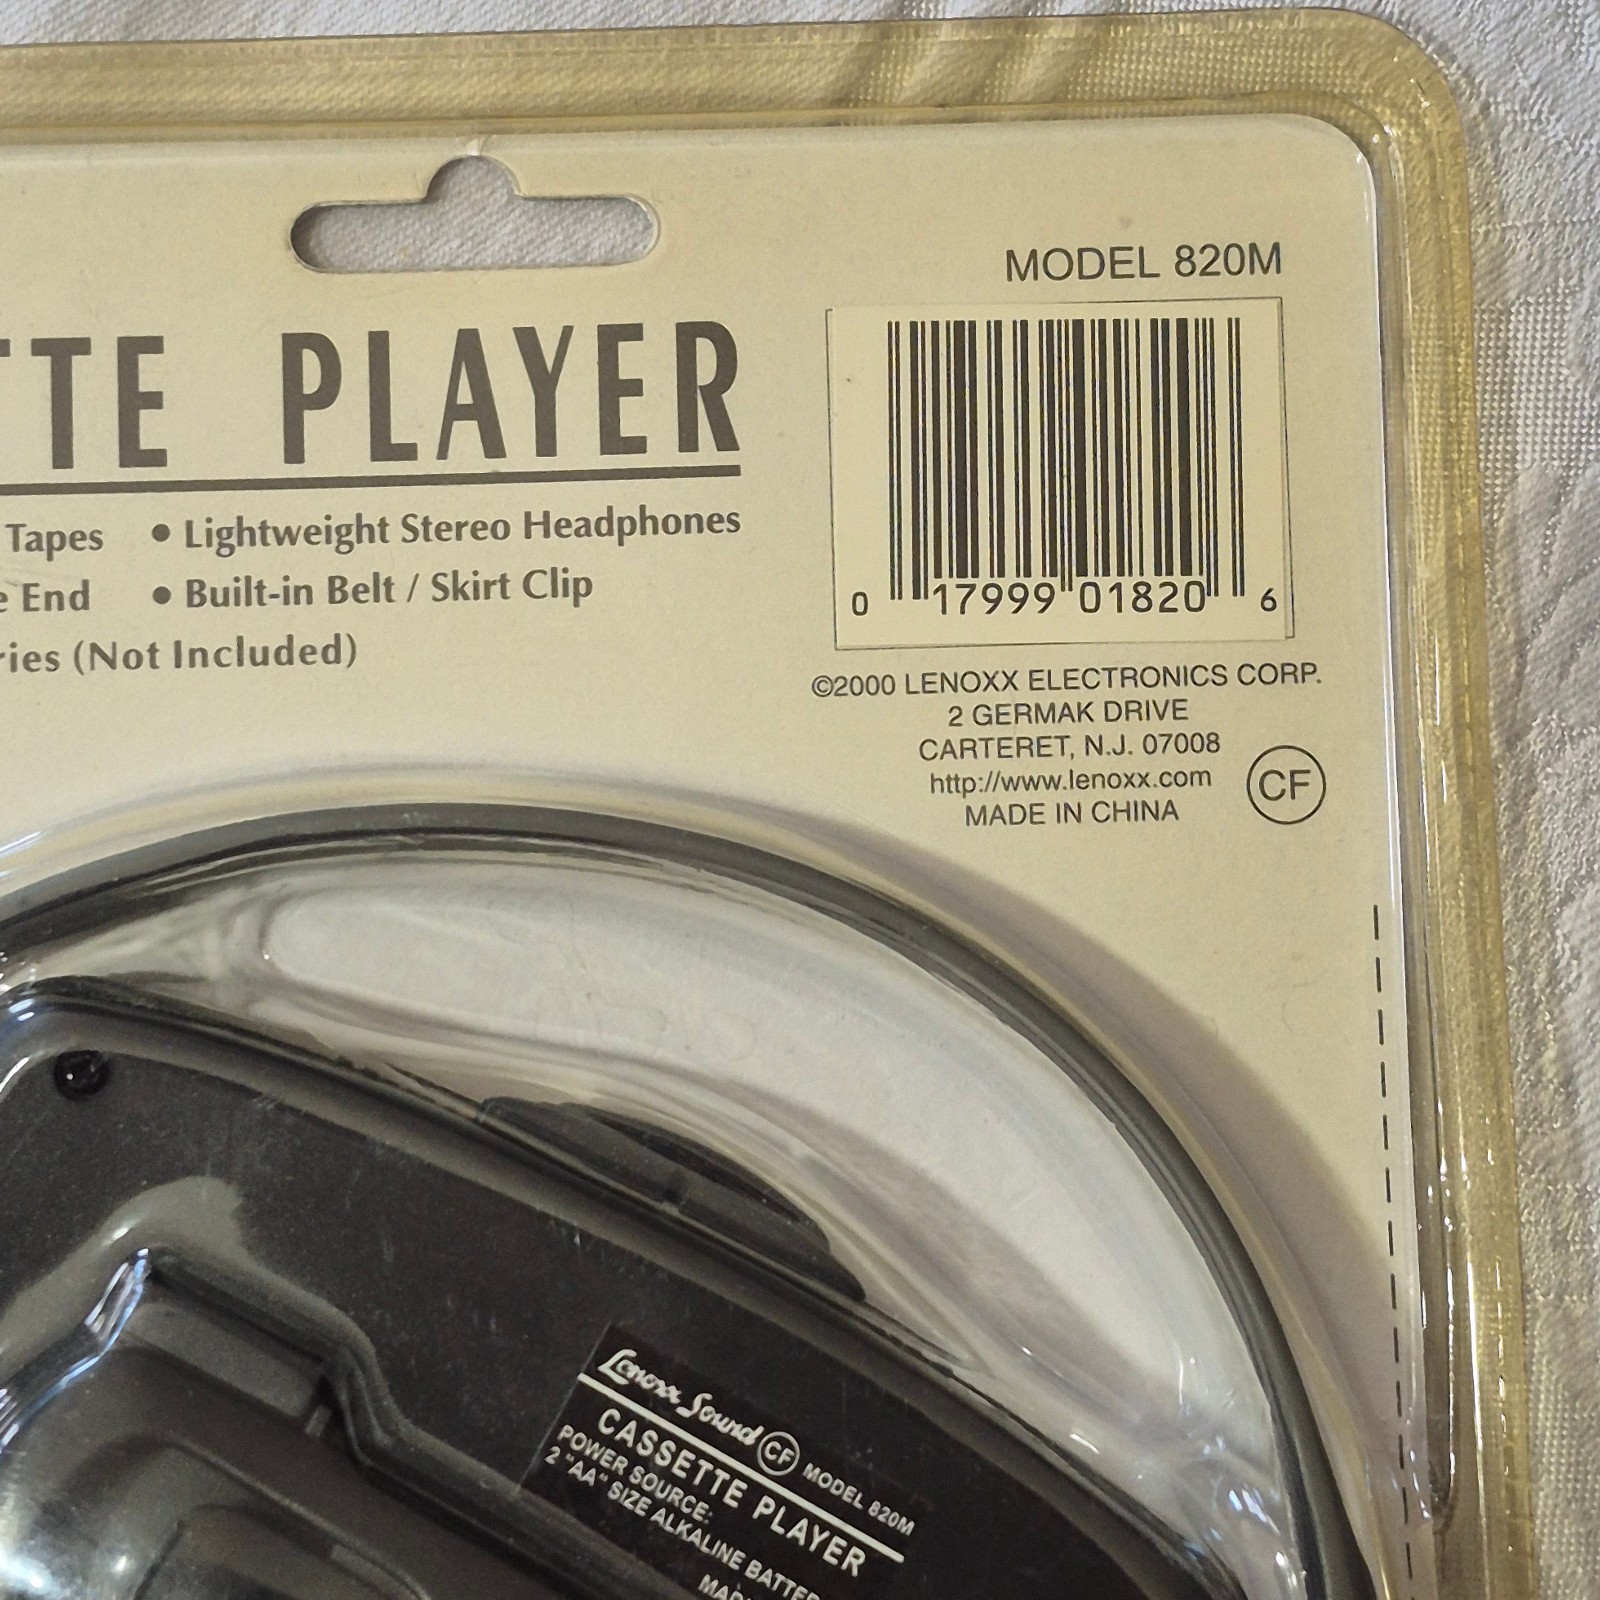 MODEL 820M
TTE PLAYER
Tapes • Lightweight Stereo Headphones
End • Built-in Belt / Skirt Clip
(Not Included)
0 17999 01820 6
©2000 LENOXX ELECTRONICS CORP.
2 GERMAK DRIVE
CARTERET, N.J. 07008
http://www.lenoxx.com
MADE IN CHINA
CF
Lenoxx Sound CF MODEL 820M
CASSETTE PLAYER
POWER SOURCE:
2 "AA" SIZE ALKALINE